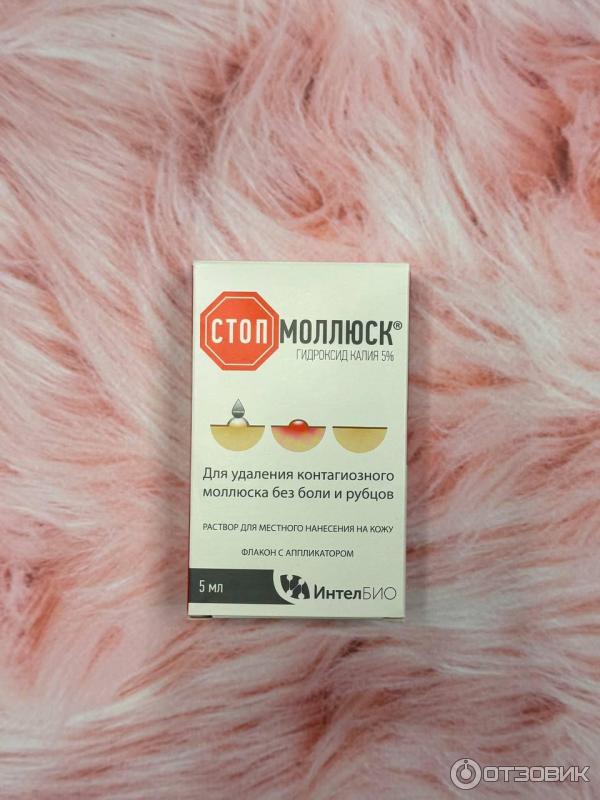 СТОП МОЛЛЮСК®
ГИДРОКСИД КАЛИЯ 5%
Для удаления контагиозного
моллюска без боли и рубцов
РАСТВОР ДЛЯ МЕСТНОГО НАНЕСЕНИЯ НА КОЖУ
ФЛАКОН С АППЛИКАТОРОМ
5 мл ИнтелБИО
ОТЗОВИК